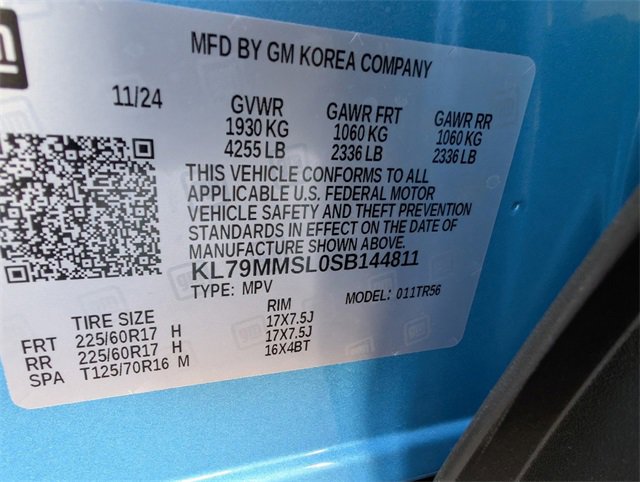 gm
MFD BY GM KOREA COMPANY
11/24
GVWR GAWR FRT GAWR RR
1930 KG 1060 KG 1060 KG
4255 LB 2336 LB 2336 LB
THIS VEHICLE CONFORMS TO ALL
APPLICABLE U.S. FEDERAL MOTOR
VEHICLE SAFETY AND THEFT PREVENTION
STANDARDS IN EFFECT ON THE DATE OF
MANUFACTURE SHOWN ABOVE.
KL79MMSL0SB144811
TYPE: MPV MODEL: 011TR56
TIRE SIZE RIM
FRT 225/60R17 H 17X7.5J
RR 225/60R17 H 17X7.5J
SPA T125/70R16 M 16X4BT